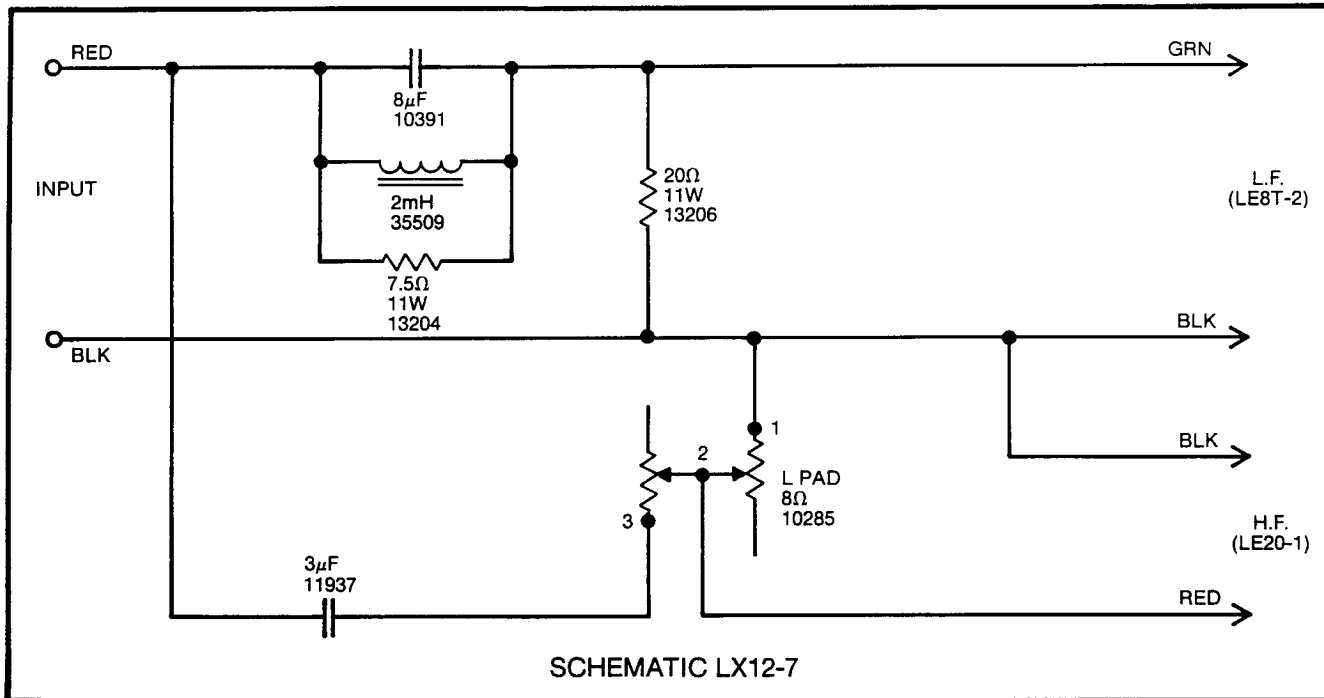 RED
GRN
8μF
10391
INPUT
2mH
35509
20Ω
11W
13206
L.F.
(LE8T-2)
7.5Ω
11W
13204
BLK
BLK
1
2
3
L PAD
8Ω
10285
BLK
H.F.
(LE20-1)
3μF
11937
RED
SCHEMATIC LX12-7